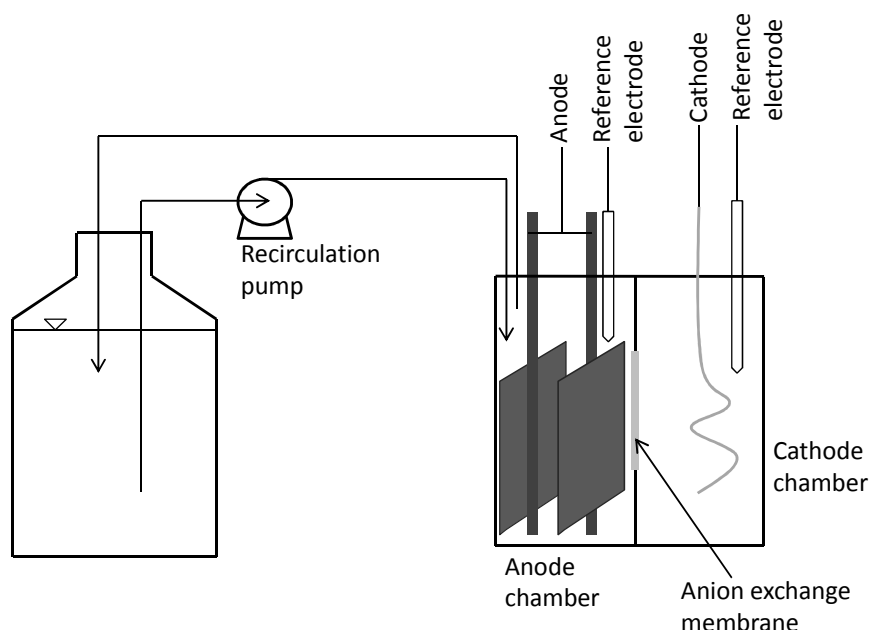 Anode
Reference
electrode
Cathode
Reference
electrode
Recirculation
pump
Cathode
chamber
Anode
chamber
Anion exchange
membrane